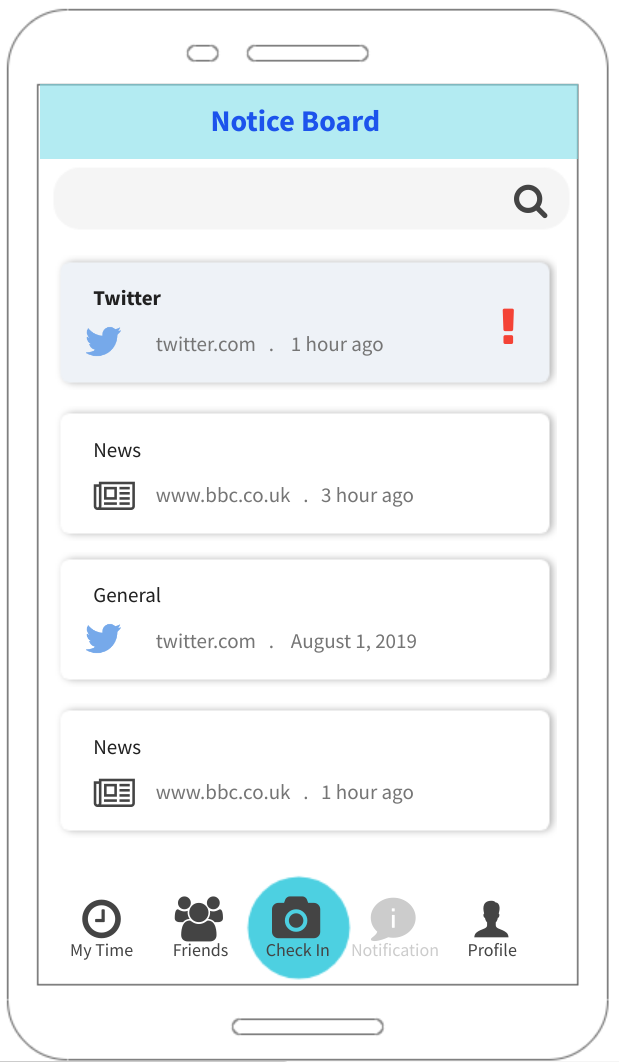 Notice Board
Twitter
twitter.com . 1 hour ago
News
www.bbc.co.uk . 3 hour ago
General
twitter.com . August 1, 2019
News
www.bbc.co.uk . 1 hour ago
My Time Friends Check In Notification Profile